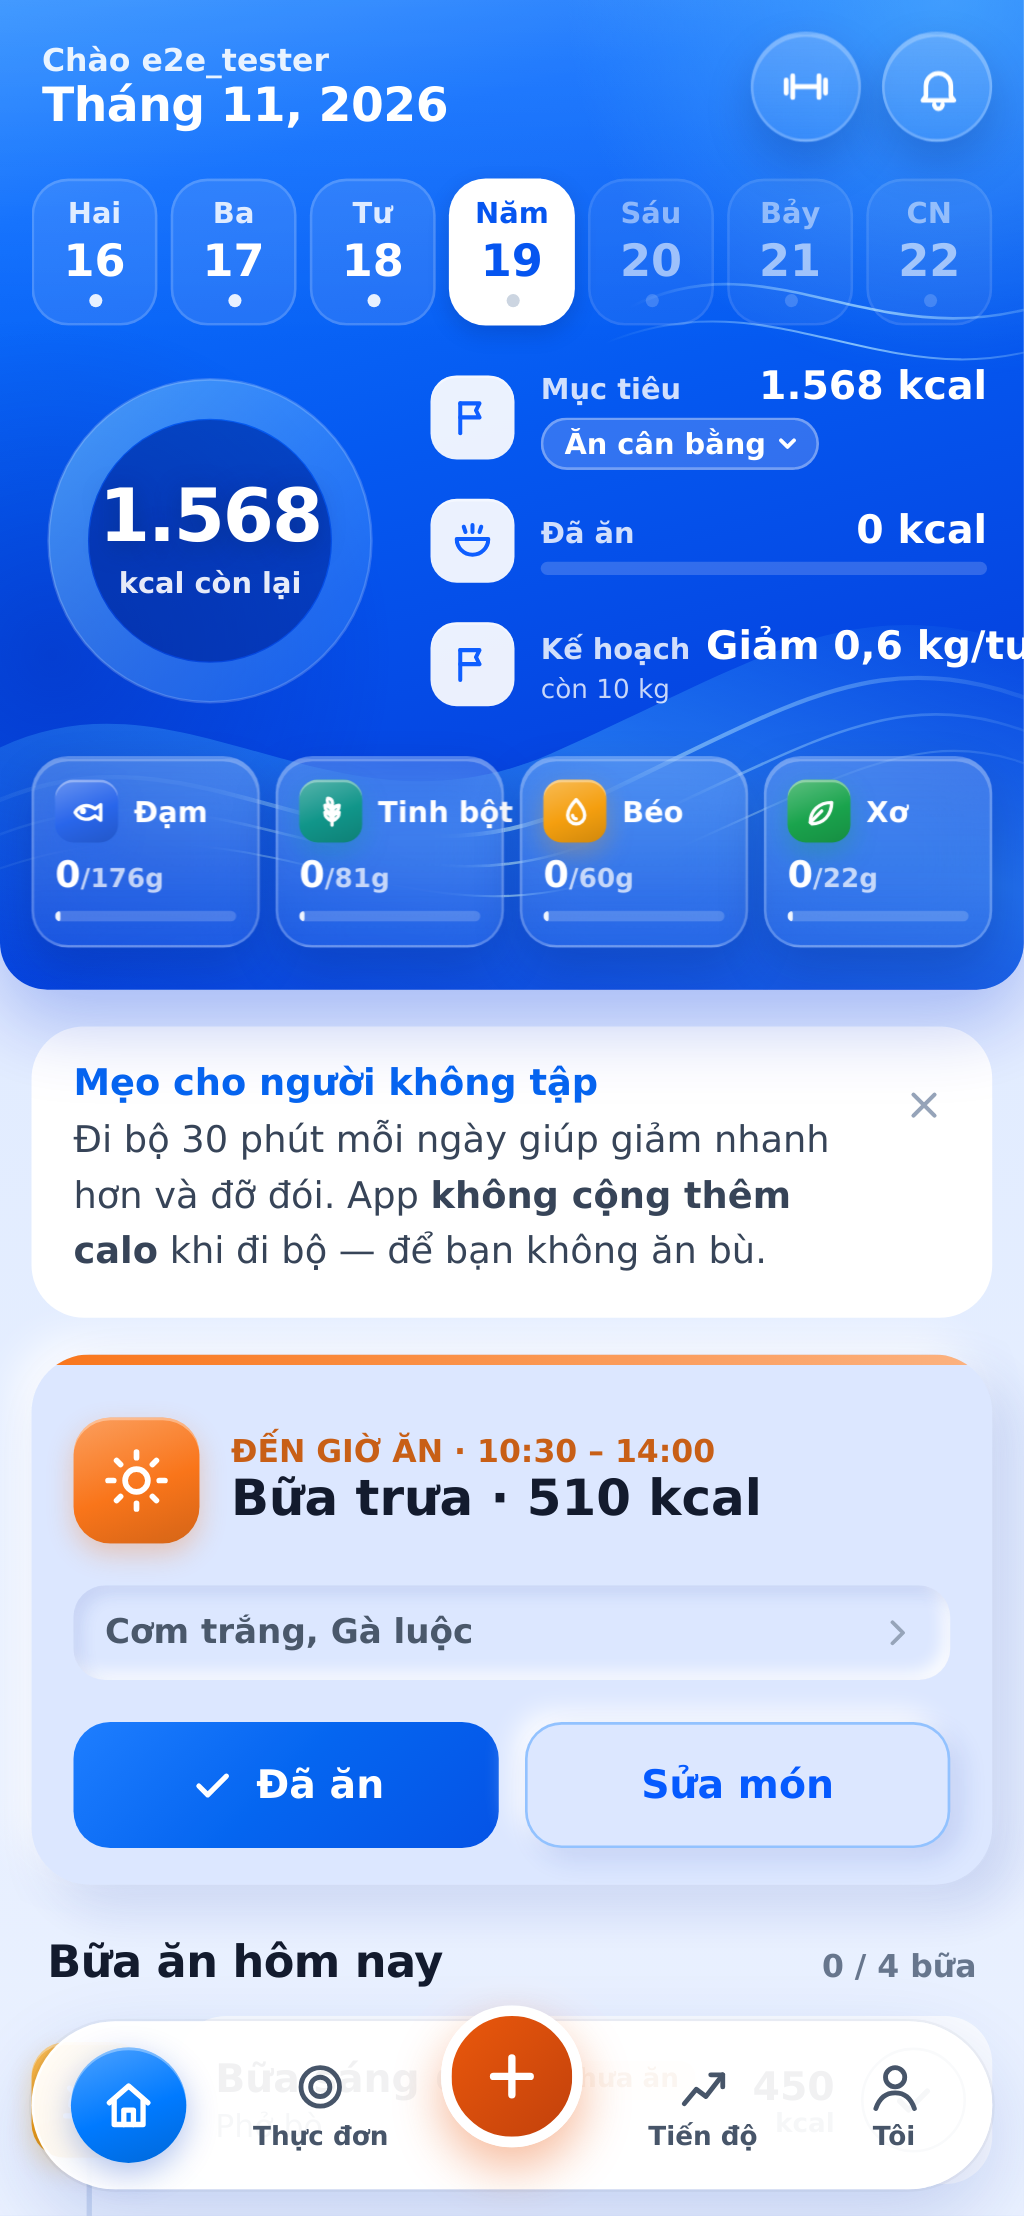 Chào e2e_tester
Tháng 11, 2026
Hai Ba Tư Năm Sáu Bảy CN
16 17 18 19 20 21 22
Mục tiêu 1.568 kcal
Ăn cân bằng
1.568
kcal còn lại
Đã ăn 0 kcal
Kế hoạch Giảm 0,6 kg/tu
còn 10 kg
Đạm Tinh bột Béo Xơ
0/176g 0/81g 0/60g 0/22g
Mẹo cho người không tập
Đi bộ 30 phút mỗi ngày giúp giảm nhanh
hơn và đỡ đói. App không cộng thêm
calo khi đi bộ — để bạn không ăn bù.
ĐẾN GIỜ ĂN · 10:30 – 14:00
Bữa trưa · 510 kcal
Cơm trắng, Gà luộc
Đã ăn Sửa món
Bữa ăn hôm nay 0 / 4 bữa
450
kcal
Thực đơn Tiến độ Tôi